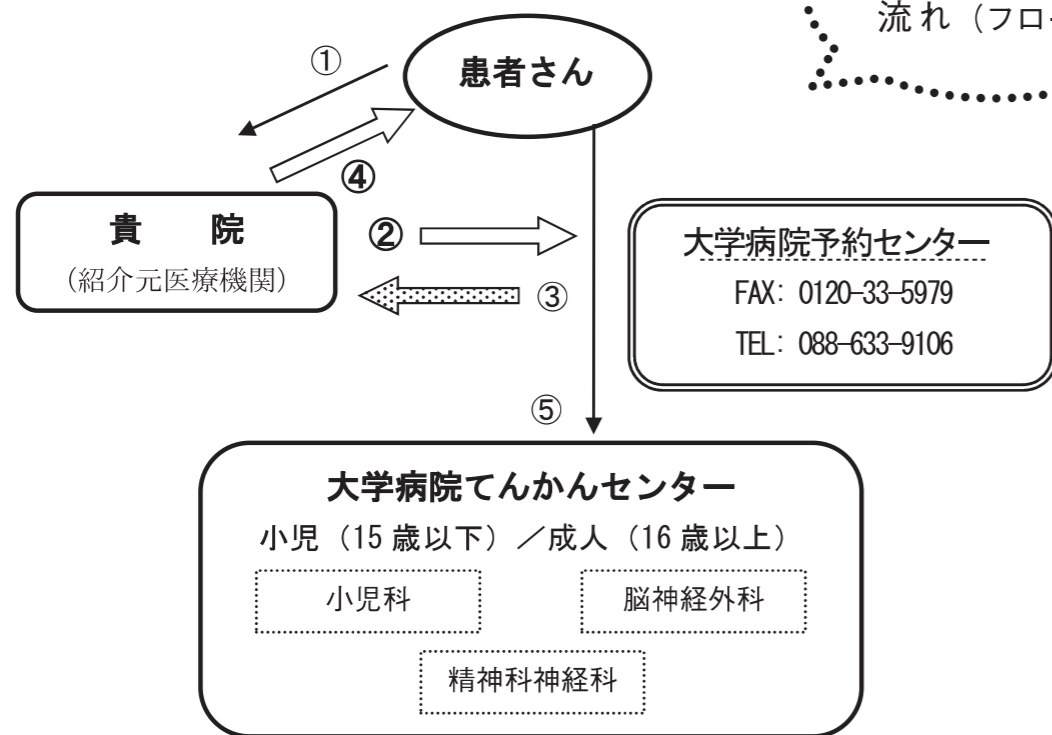 流れ（フロ
①
患者さん
④
貴　　院
（紹介元医療機関）
②
③
大学病院予約センター
FAX: 0120-33-5979
TEL: 088-633-9106
⑤
大学病院てんかんセンター
小児（15歳以下）／成人（16歳以上）
小児科
脳神経外科
精神科神経科